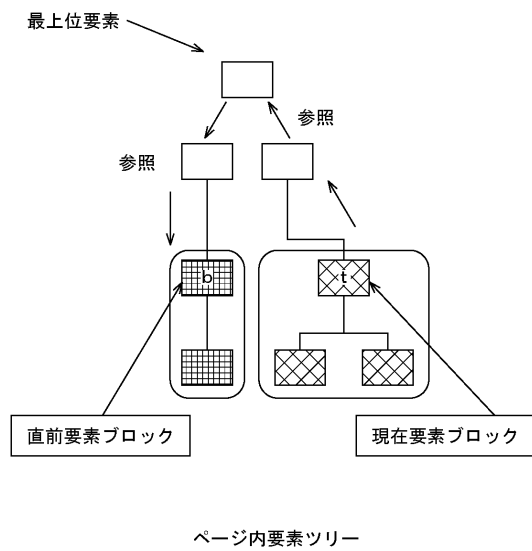 最上位要素
参照
参照
b
t
直前要素ブロック
現在要素ブロック
ページ内要素ツリー